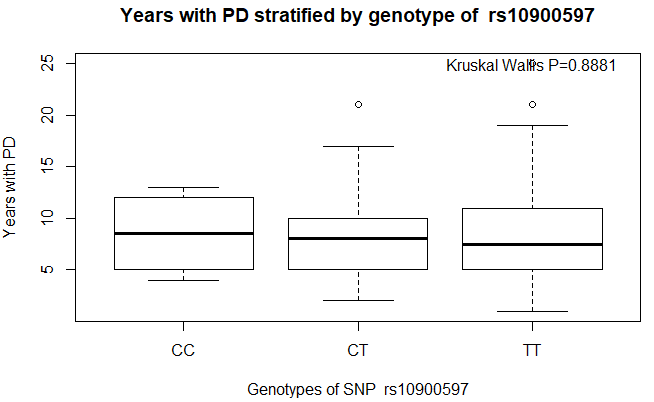 Years with PD stratified by genotype of  rs10900597
Kruskal Wallis P=0.8881
25
20
15
10
5
Years with PD
CC CT TT
Genotypes of SNP  rs10900597